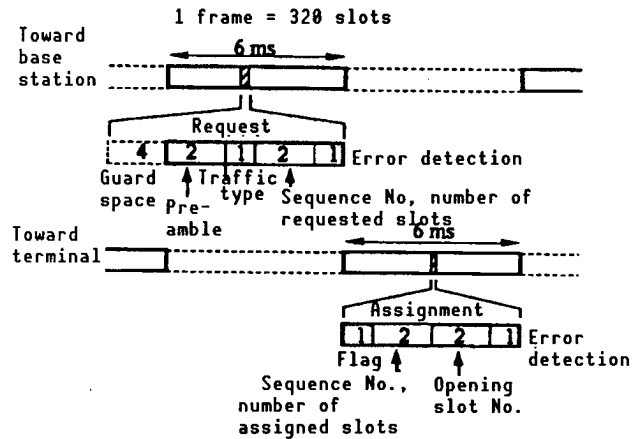 1 frame = 320 slots
Toward
base
station
6 ms
Request
4 2 1 2 1 Error detection
Guard
space
Pre-
amble
Traffic
type
Sequence No, number of
requested slots
Toward
terminal
6 ms
Assignment
1 2 2 1 Error
detection
Flag
Sequence No.,
number of
assigned slots
Opening
slot No.